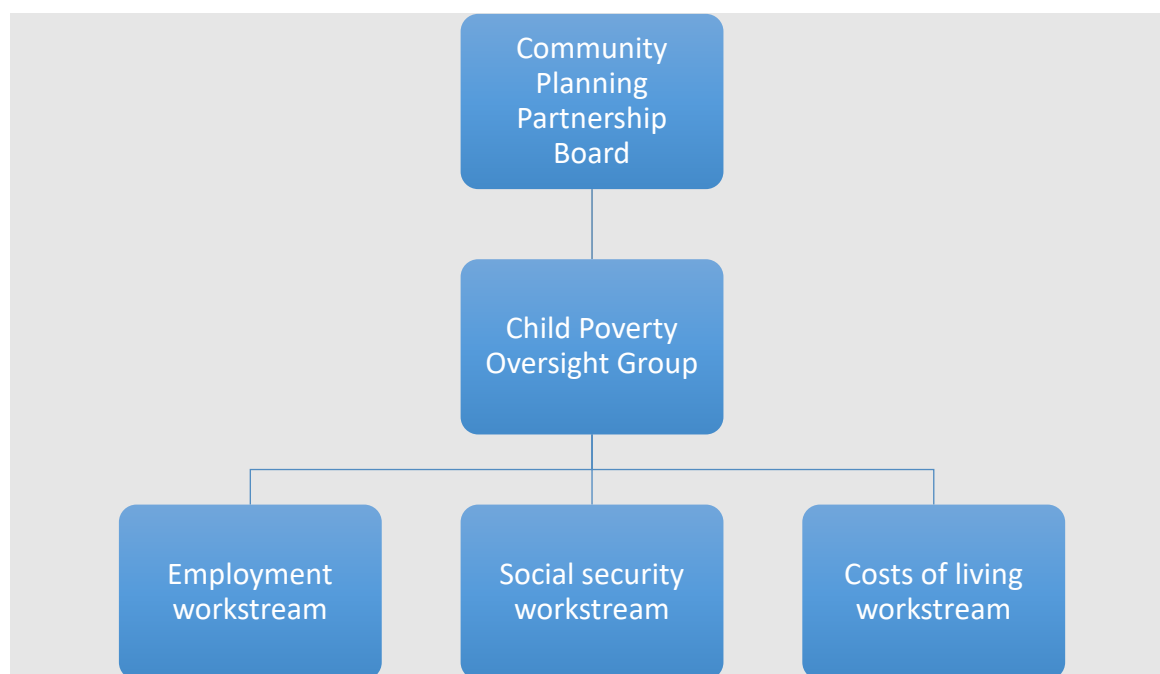 Community
Planning
Partnership
Board
Child Poverty
Oversight Group
Employment
workstream
Social security
workstream
Costs of living
workstream